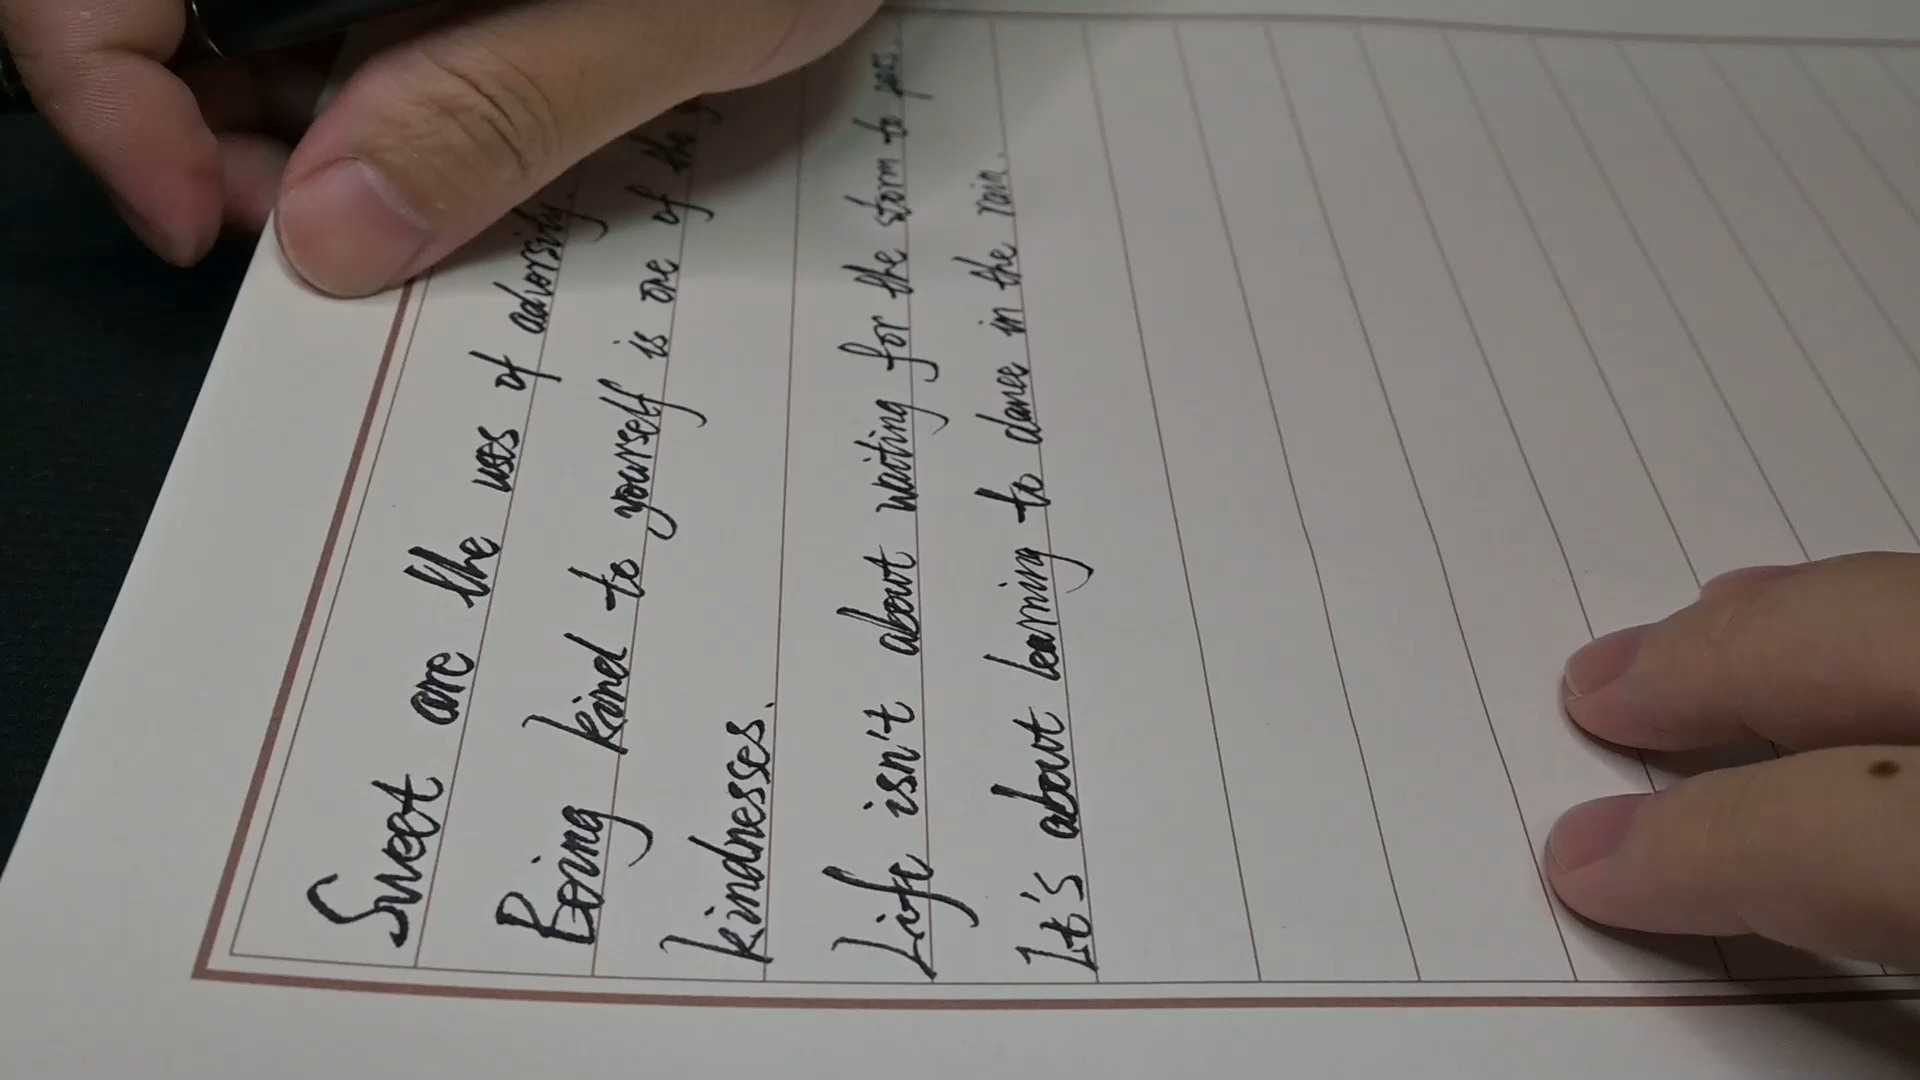 Sweet are the uses of adversity.
Being kind to yourself is one of the
kindnesses.
Life isn't about waiting for the storm to pass.
It's about learning to dance in the rain.